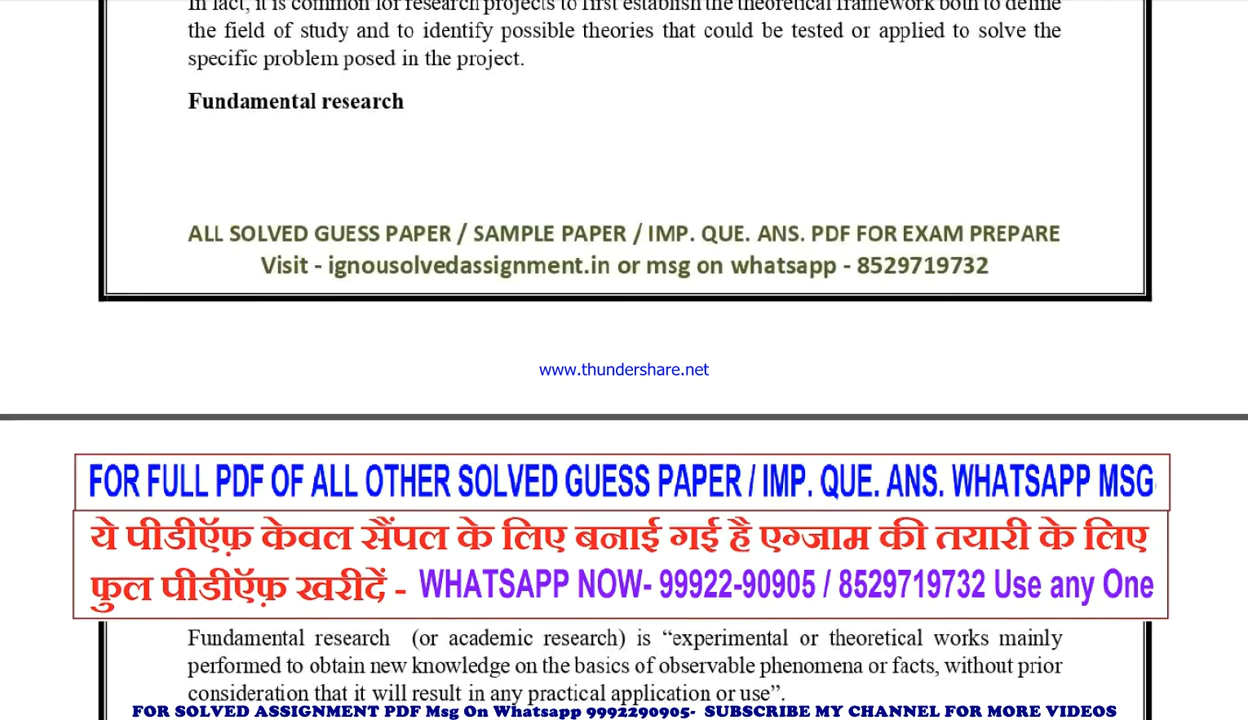 In fact, it is common for research projects to first establish the theoretical framework both to define
the field of study and to identify possible theories that could be tested or applied to solve the
specific problem posed in the project.
Fundamental research
ALL SOLVED GUESS PAPER / SAMPLE PAPER / IMP. QUE. ANS. PDF FOR EXAM PREPARE
Visit - ignousolvedassignment.in or msg on whatsapp - 8529719732
www.thundershare.net
FOR FULL PDF OF ALL OTHER SOLVED GUESS PAPER / IMP. QUE. ANS. WHATSAPP MSG
ये पीडीऍफ़ केवल सैंपल के लिए बनाई गई है एग्जाम की तयारी के लिए
फुल पीडीऍफ़ खरीदें - WHATSAPP NOW- 99922-90905 / 8529719732 Use any One
Fundamental research (or academic research) is “experimental or theoretical works mainly
performed to obtain new knowledge on the basics of observable phenomena or facts, without prior
consideration that it will result in any practical application or use”.
FOR SOLVED ASSIGNMENT PDF Msg On Whatsapp 9992290905- SUBSCRIBE MY CHANNEL FOR MORE VIDEOS